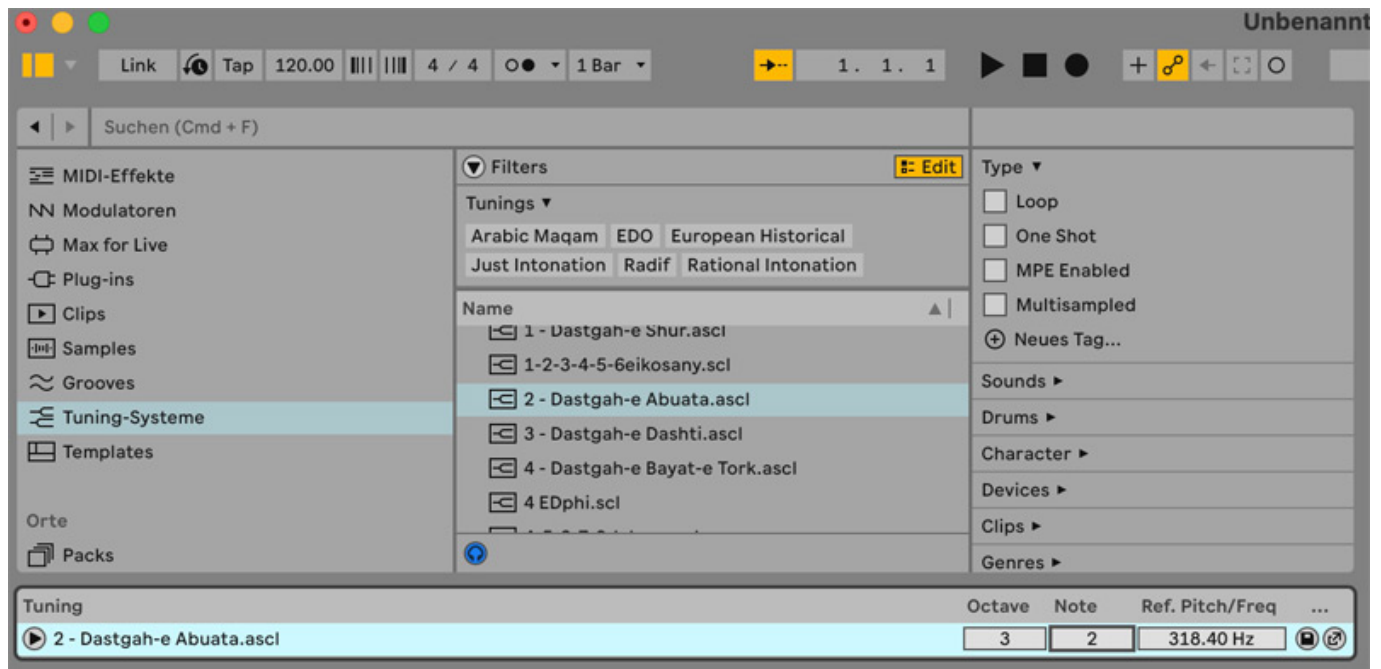 Unbenannt
Link Tap 120.00 4 / 4 1 Bar 1. 1. 1
Suchen (Cmd + F)
MIDI-Effekte
Modulatoren
Max for Live
Plug-ins
Clips
Samples
Grooves
Tuning-Systeme
Templates
Orte
Packs
Filters Edit
Tunings
Arabic Maqam EDO European Historical
Just Intonation Radif Rational Intonation
Name
1 - Dastgah-e Shur.ascl
1-2-3-4-5-6eikosany.scl
2 - Dastgah-e Abuata.ascl
3 - Dastgah-e Dashti.ascl
4 - Dastgah-e Bayat-e Tork.ascl
4 EDphi.scl
Type
Loop
One Shot
MPE Enabled
Multisampled
Neues Tag...
Sounds
Drums
Character
Devices
Clips
Genres
Tuning Octave Note Ref. Pitch/Freq ...
2 - Dastgah-e Abuata.ascl 3 2 318.40 Hz